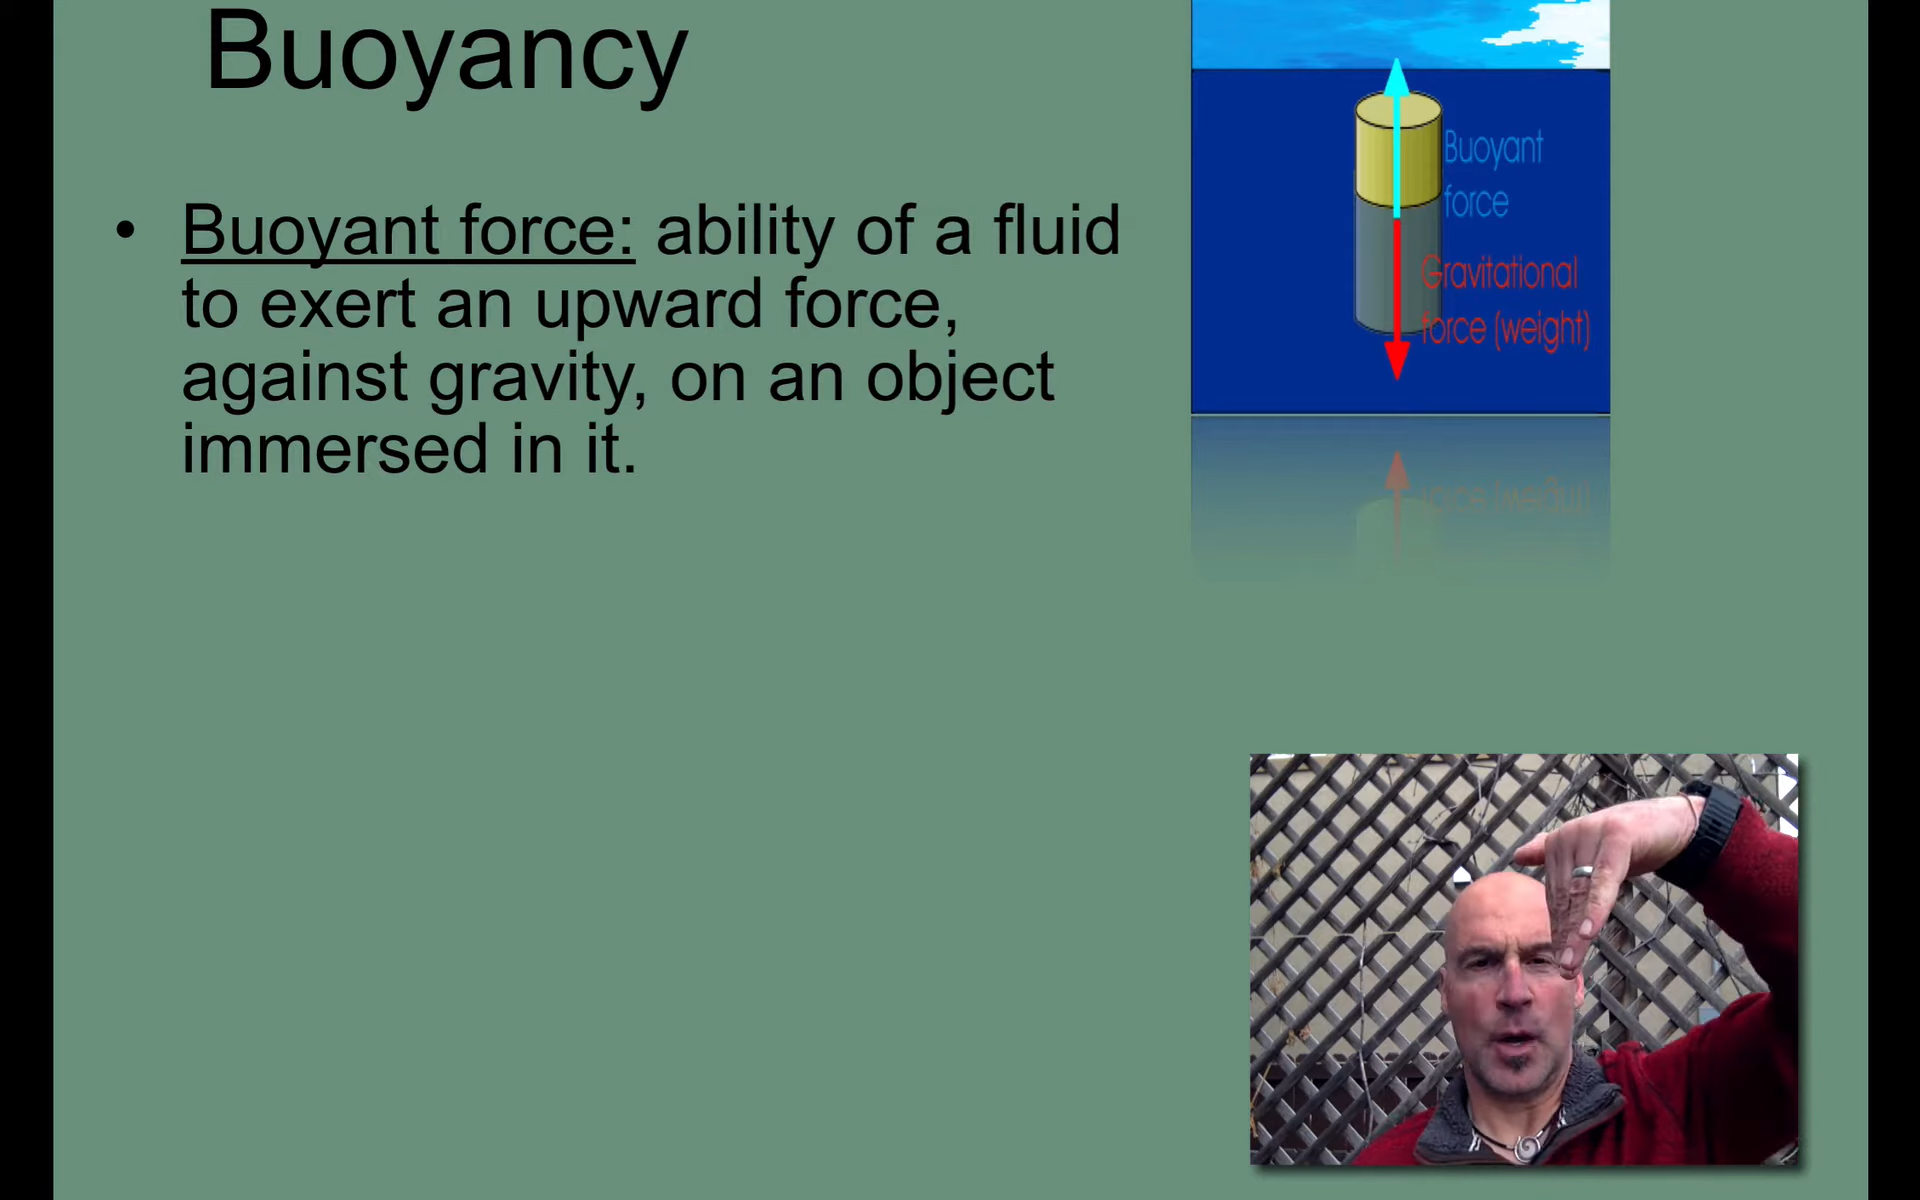 Buoyancy
• Buoyant force: ability of a fluid
to exert an upward force,
against gravity, on an object
immersed in it.
Buoyant
force
Gravitational
force (weight)